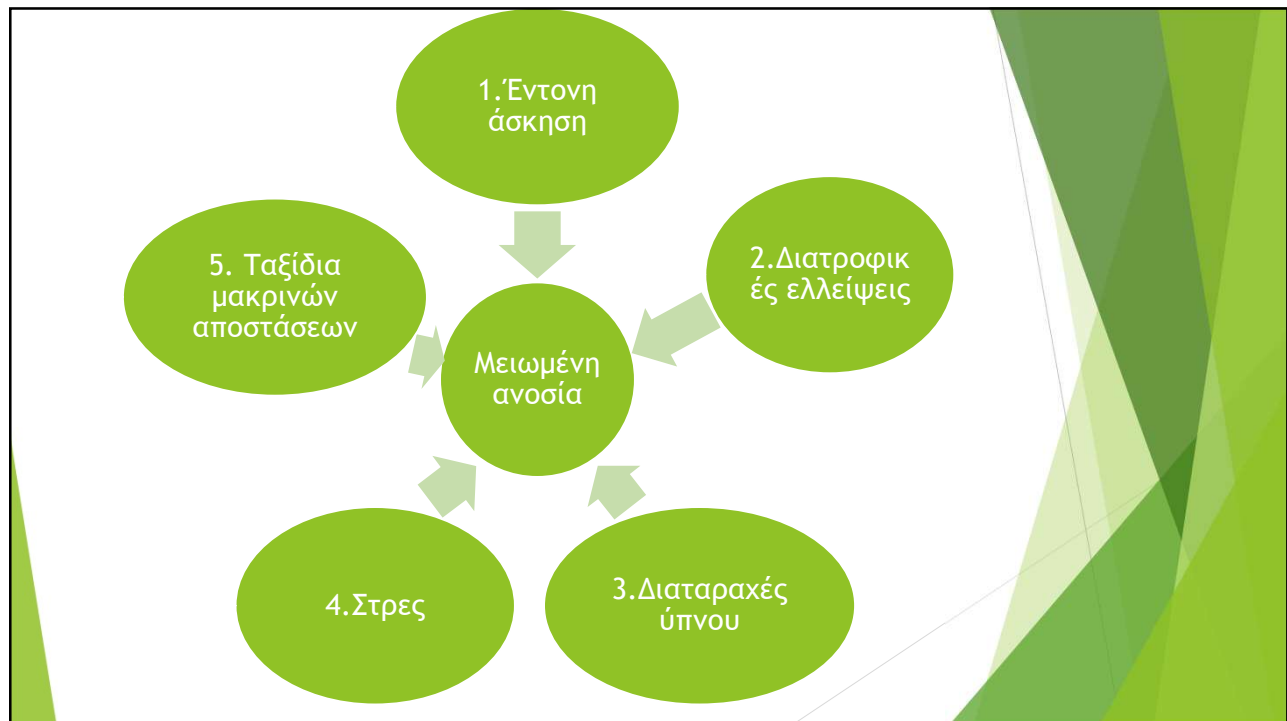 1.Έντονη
άσκηση
2.Διατροφικ
ές ελλείψεις
3.Διαταραχές
ύπνου
4.Στρες
5. Ταξίδια
μακρινών
αποστάσεων
Μειωμένη
ανοσία